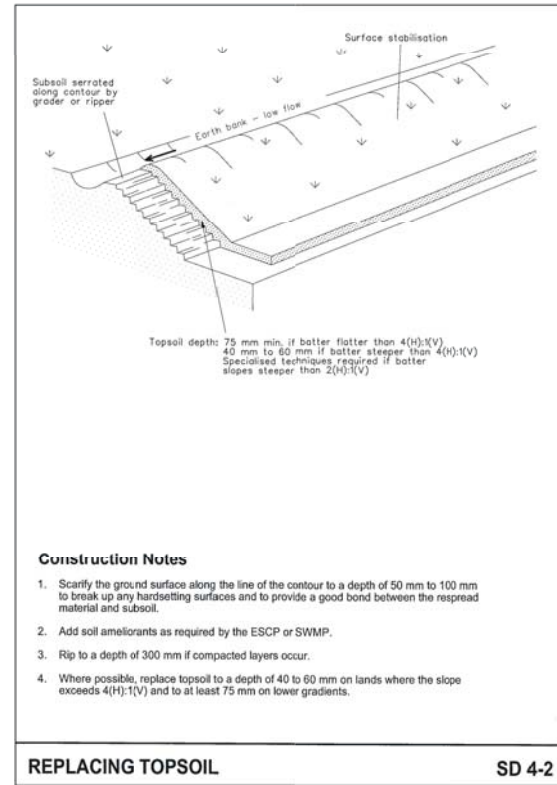 Surface stabilisation
Subsoil serrated
along contour by
grader or ripper
Earth bank – low flow
Topsoil depth: 75 mm min. if batter flatter than 4(H):1(V)
40 mm to 60 mm if batter steeper than 4(H):1(V)
Specialised techniques required if batter
slopes steeper than 2(H):1(V)
Construction Notes
1. Scarify the ground surface along the line of the contour to a depth of 50 mm to 100 mm
to break up any hardsetting surfaces and to provide a good bond between the respread
material and subsoil.
2. Add soil ameliorants as required by the ESCP or SWMP.
3. Rip to a depth of 300 mm if compacted layers occur.
4. Where possible, replace topsoil to a depth of 40 to 60 mm on lands where the slope
exceeds 4(H):1(V) and to at least 75 mm on lower gradients.
REPLACING TOPSOIL SD 4-2